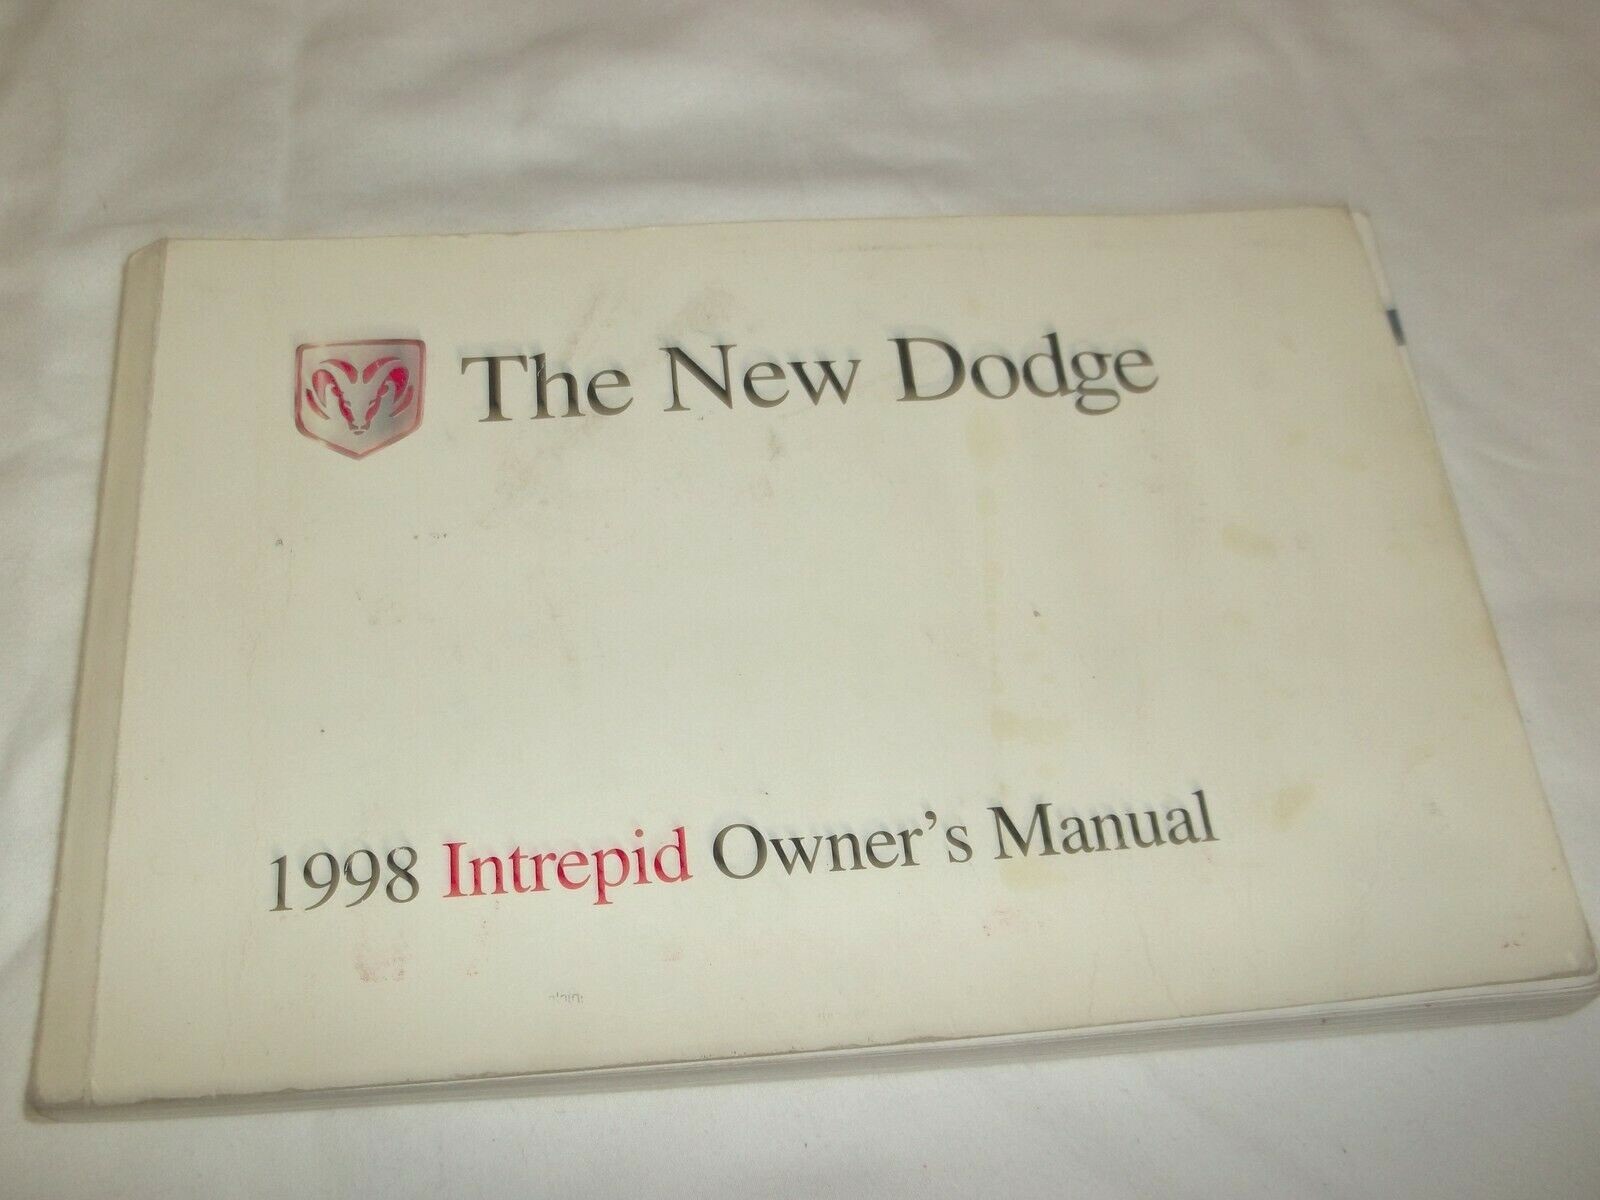 The New Dodge
1998 Intrepid Owner's Manual